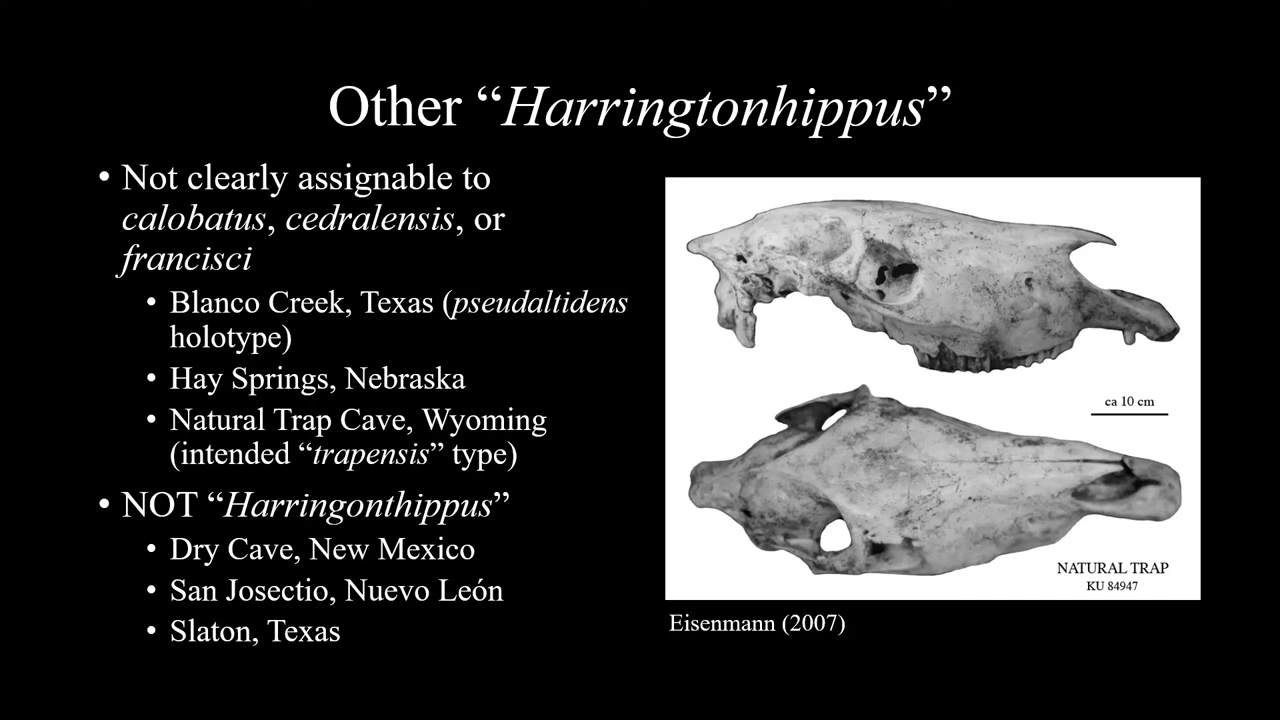 Other “Harringtonhippus”
• Not clearly assignable to
calobatus, cedralensis, or
francisci
• Blanco Creek, Texas (pseudaltidens
holotype)
• Hay Springs, Nebraska
• Natural Trap Cave, Wyoming
(intended “trapensis” type)
• NOT “Harringonthippus”
• Dry Cave, New Mexico
• San Josectio, Nuevo León
• Slaton, Texas
ca 10 cm
NATURAL TRAP
KU 84947
Eisenmann (2007)